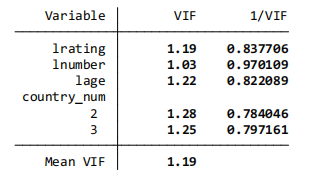 Variable VIF 1/VIF
lrating 1.19 0.837706
lnumber 1.03 0.970109
lage 1.22 0.822089
country_num
2 1.28 0.784046
3 1.25 0.797161
Mean VIF 1.19